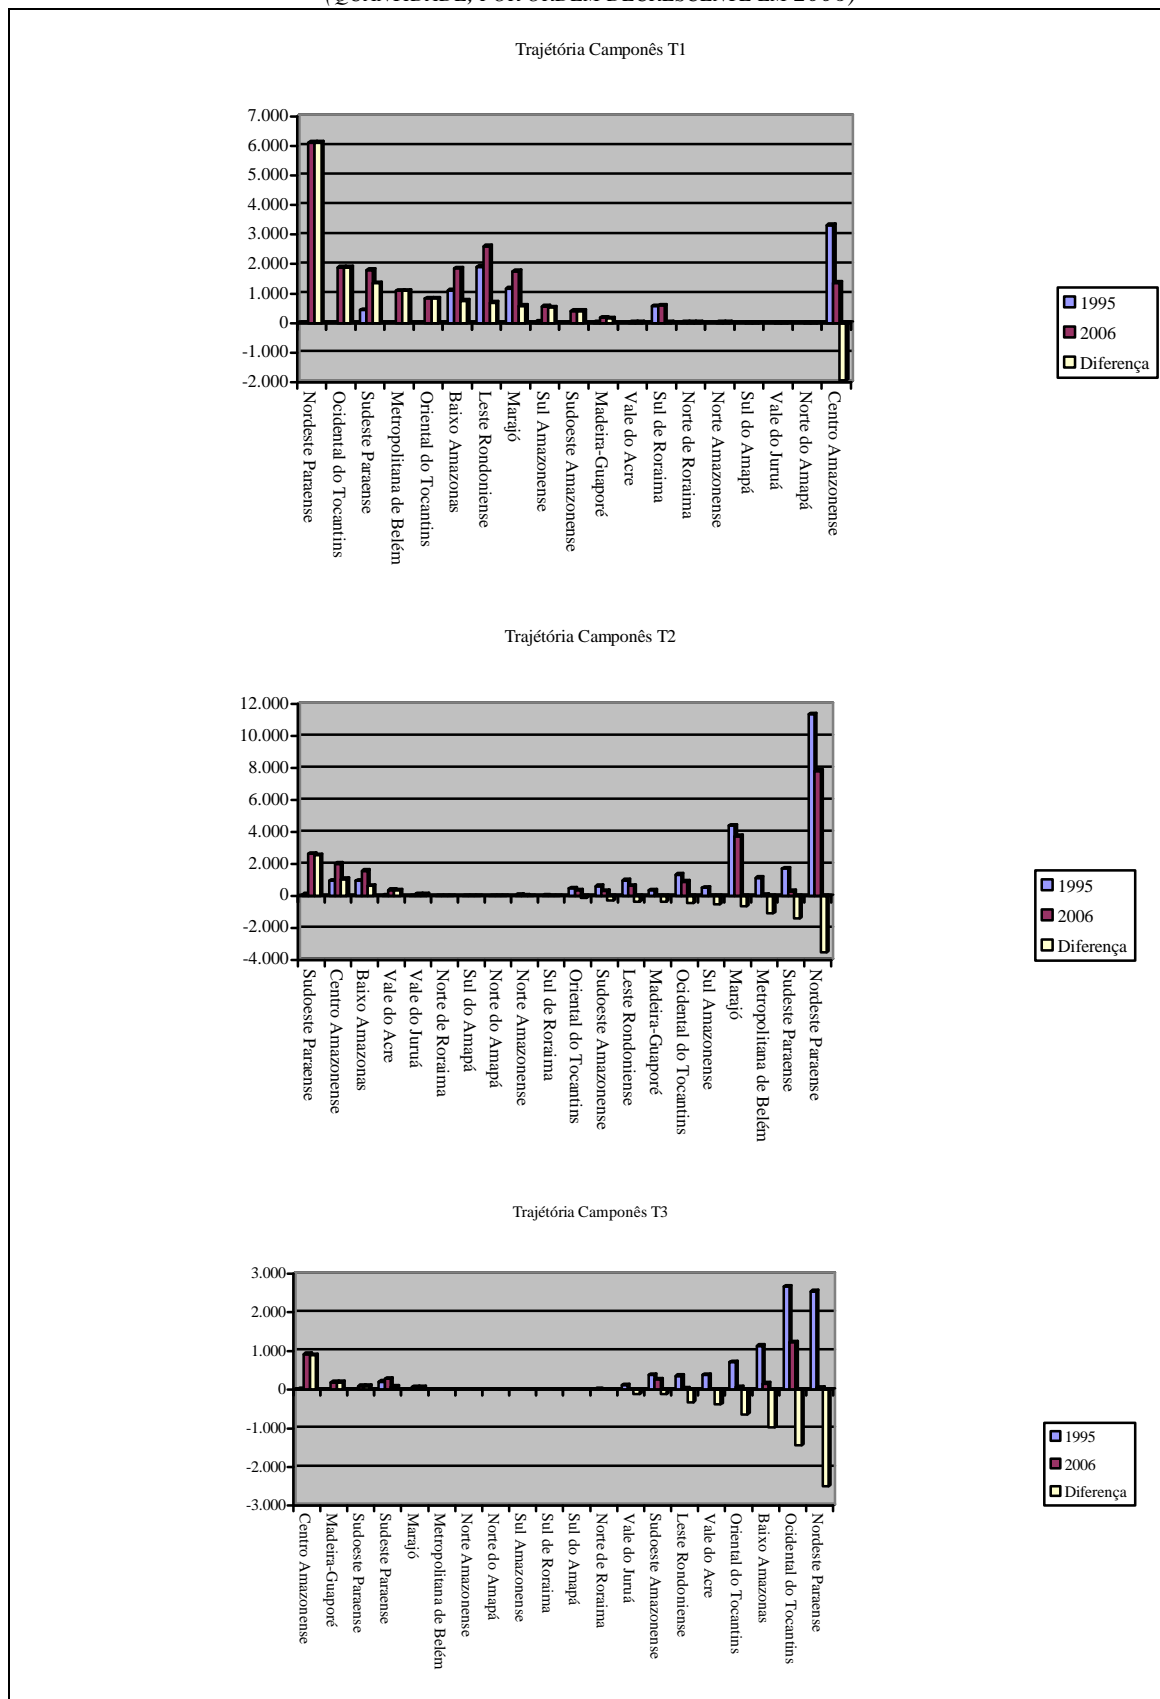 (QUANTIDADE, POR ORDEM DECRESCENTE EM 2006)
Trajétória Camponês T1
7.000
6.000
5.000
4.000
3.000
2.000
1.000
0
-1.000
-2.000
Nordeste Paraense
Ocidental do Tocantins
Sudeste Paraense
Metropolitana de Belém
Oriental do Tocantins
Baixo Amazonas
Leste Rondoniense
Marajó
Sul Amazonense
Sudoeste Amazonense
Madeira-Guaporé
Vale do Acre
Sul de Roraima
Norte de Roraima
Norte Amazonense
Sul do Amapá
Vale do Juruá
Norte do Amapá
Centro Amazonense
1995
2006
Diferença
Trajétória Camponês T2
12.000
10.000
8.000
6.000
4.000
2.000
0
-2.000
-4.000
Sudoeste Paraense
Centro Amazonense
Baixo Amazonas
Vale do Acre
Vale do Juruá
Norte de Roraima
Sul do Amapá
Norte do Amapá
Norte Amazonense
Sul de Roraima
Oriental do Tocantins
Sudoeste Amazonense
Leste Rondoniense
Madeira-Guaporé
Ocidental do Tocantins
Sul Amazonense
Marajó
Metropolitana de Belém
Sudeste Paraense
Nordeste Paraense
1995
2006
Diferença
Trajétória Camponês T3
3.000
2.000
1.000
0
-1.000
-2.000
-3.000
Centro Amazonense
Madeira-Guaporé
Sudoeste Paraense
Sudeste Paraense
Marajó
Metropolitana de Belém
Norte Amazonense
Norte do Amapá
Sul Amazonense
Sul de Roraima
Sul do Amapá
Norte de Roraima
Vale do Juruá
Sudoeste Amazonense
Leste Rondoniense
Vale do Acre
Oriental do Tocantins
Baixo Amazonas
Ocidental do Tocantins
Nordeste Paraense
1995
2006
Diferença